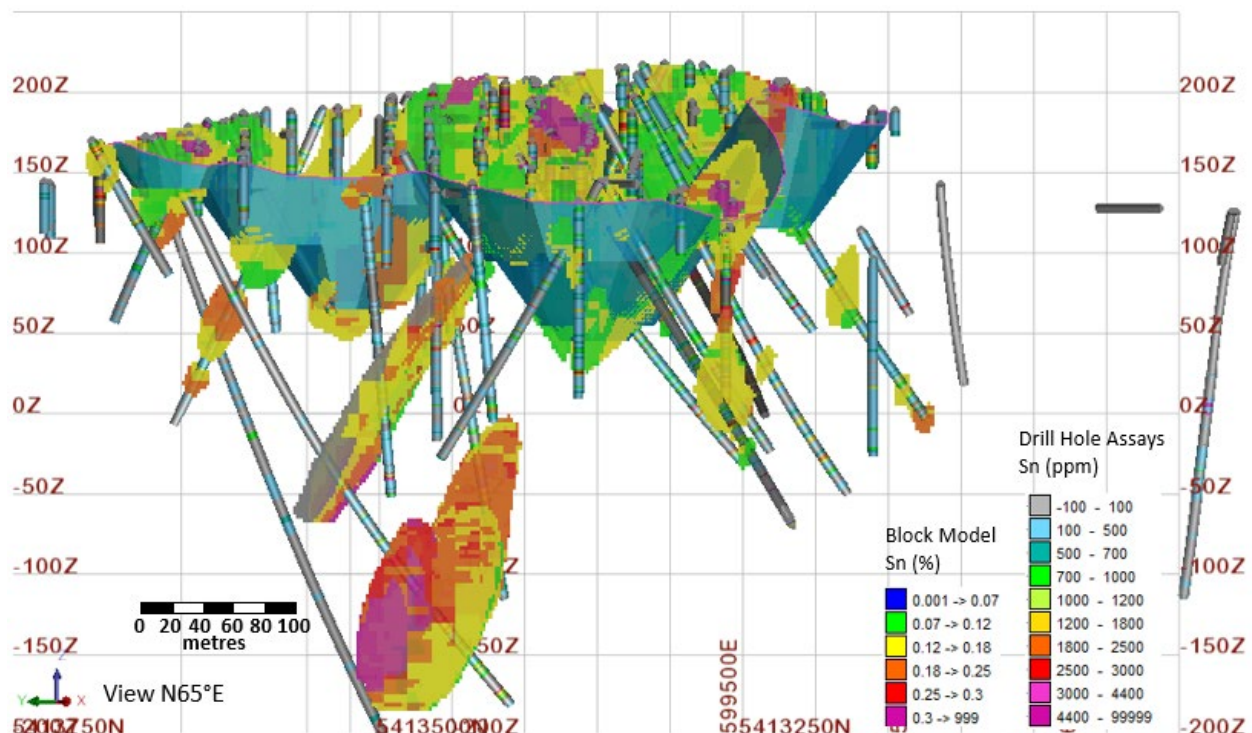 200Z 200Z
150Z 150Z
100Z 100Z
50Z 50Z
0Z 0Z
-50Z -50Z
-100Z -100Z
-150Z -150Z
-200Z
Drill Hole Assays
Sn (ppm)
-100 - 100
100 - 500
500 - 700
700 - 1000
1000 - 1200
1200 - 1800
1800 - 2500
2500 - 3000
3000 - 4400
4400 - 99999
Block Model
Sn (%)
0.001 -> 0.07
0.07 -> 0.12
0.12 -> 0.18
0.18 -> 0.25
0.25 -> 0.3
0.3 -> 999
0 20 40 60 80 100
metres
Z
Y X
View N65°E
599500E
5413500N
5413250N